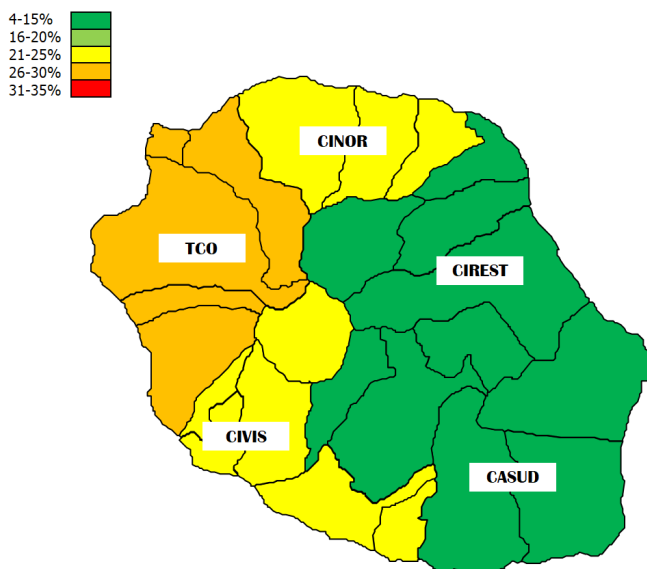 4-15%
16-20%
21-25%
26-30%
31-35%
CINOR
TCO
CIREST
CIVIS
CASUD